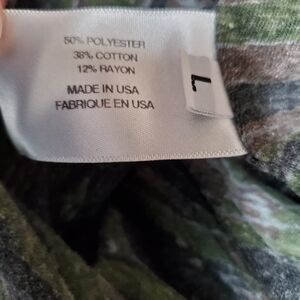 50% POLYESTER
38% COTTON
12% RAYON
MADE IN USA
FABRIQUE EN USA
L